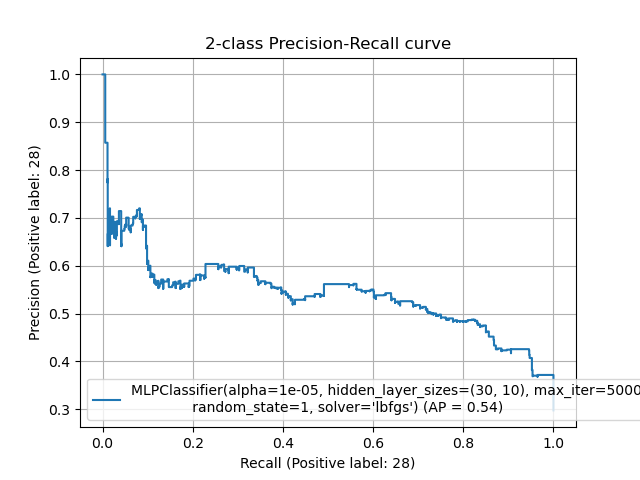 2-class Precision-Recall curve
1.0
0.9
0.8
0.7
0.6
0.5
0.4
0.3
Precision (Positive label: 28)
MLPClassifier(alpha=1e-05, hidden_layer_sizes=(30, 10), max_iter=5000
random_state=1, solver='lbfgs') (AP = 0.54)
0.0 0.2 0.4 0.6 0.8 1.0
Recall (Positive label: 28)